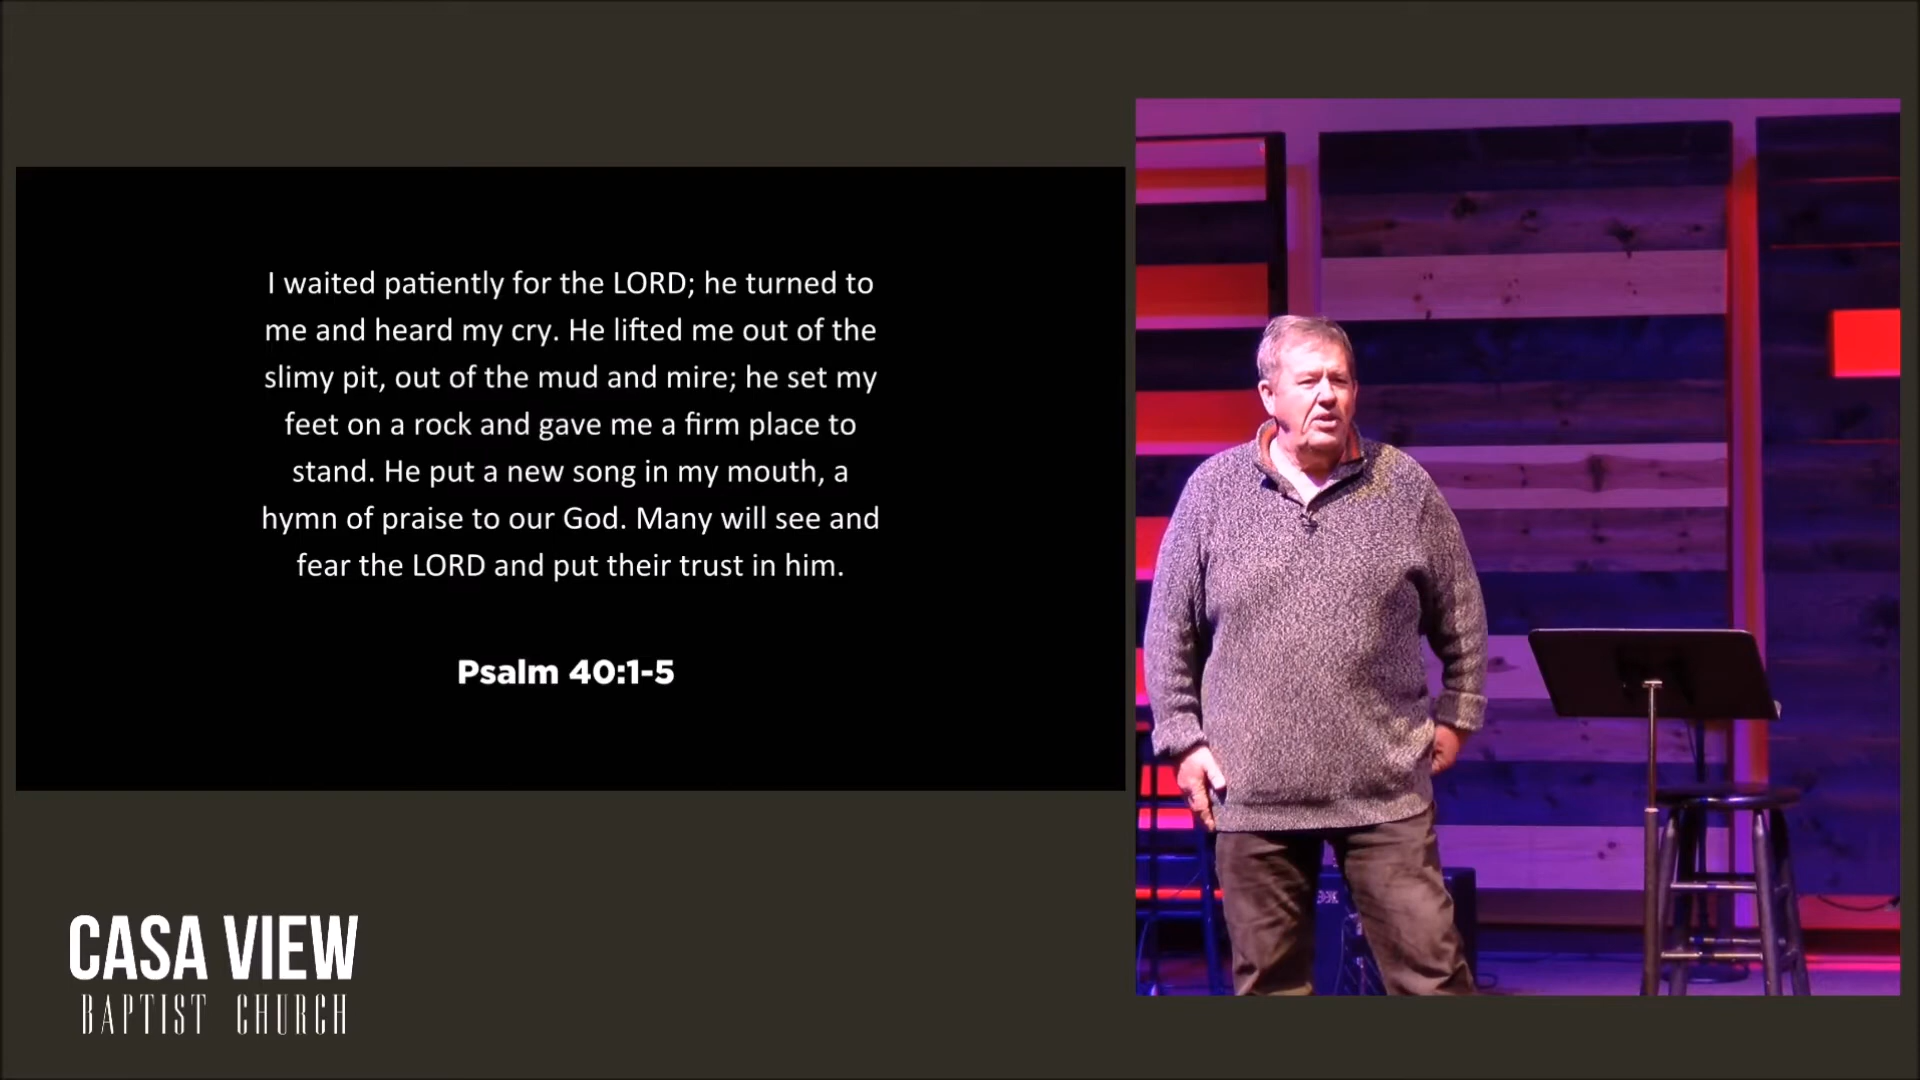 I waited patiently for the LORD; he turned to
me and heard my cry. He lifted me out of the
slimy pit, out of the mud and mire; he set my
feet on a rock and gave me a firm place to
stand. He put a new song in my mouth, a
hymn of praise to our God. Many will see and
fear the LORD and put their trust in him.
Psalm 40:1-5
CASA VIEW
BAPTIST CHURCH